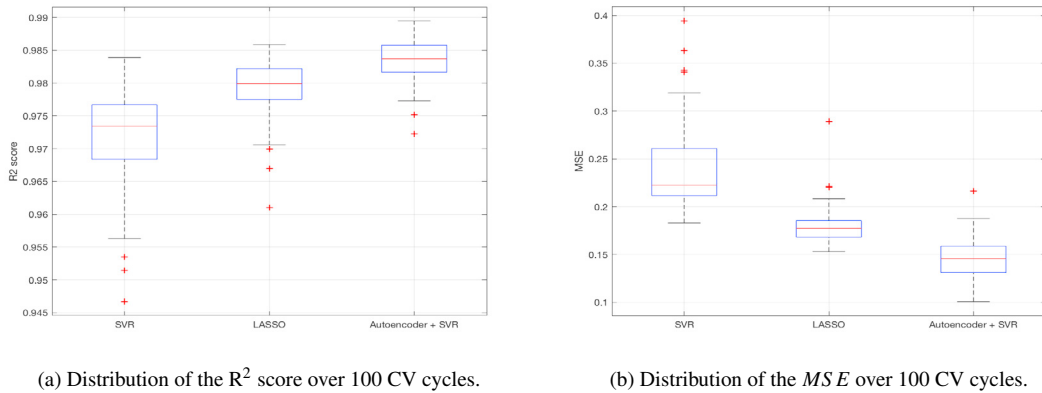 0.99
0.985
0.98
0.975
0.97
0.965
0.96
0.955
0.95
0.945
R2 score
SVR
LASSO
Autoencoder + SVR
(a) Distribution of the R² score over 100 CV cycles.
0.4
0.35
0.3
0.25
0.2
0.15
0.1
MSE
SVR
LASSO
Autoencoder + SVR
(b) Distribution of the MSE over 100 CV cycles.